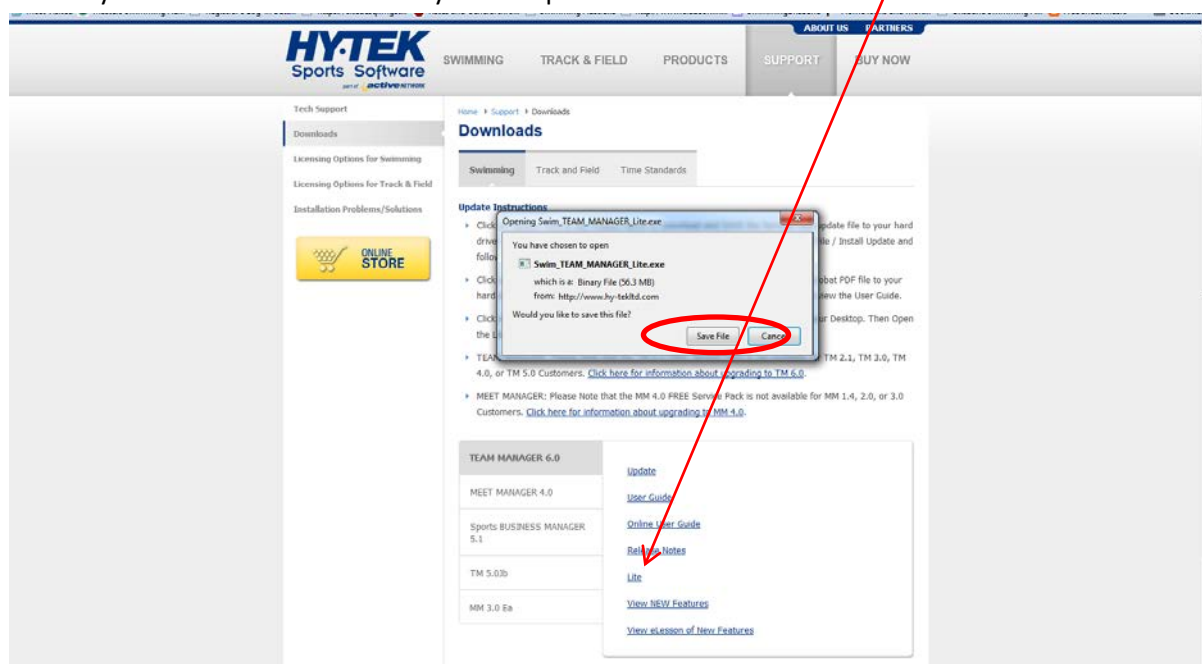 ABOUT US PARTNERS
HY-TEK
Sports Software
part of active NETWORK
SWIMMING TRACK & FIELD PRODUCTS SUPPORT BUY NOW
Tech Support
Downloads
Licensing Options for Swimming
Licensing Options for Track & Field
Installation Problems/Solutions
ONLINE
STORE
Home Support Downloads
Downloads
Swimming Track and Field Time Standards
Update Instructions
Opening Swim_TEAM_MANAGER_Lite.exe
You have chosen to open
Swim_TEAM_MANAGER_Lite.exe
which is a: Binary File (56.3 MB)
from: http://www.hy-tekltd.com
Would you like to save this file?
Save File Cancel
update file to your hard
drive / Install Update and
PDF file to your
hard view the User Guide.
Desktop. Then Open
the
TM 2.1, TM 3.0, TM
4.0, or TM 5.0 Customers. Click here for information about upgrading to TM 6.0.
MEET MANAGER: Please Note that the MM 4.0 FREE Service Pack is not available for MM 1.4, 2.0, or 3.0
Customers. Click here for information about upgrading to MM 4.0.
TEAM MANAGER 6.0
MEET MANAGER 4.0
Sports BUSINESS MANAGER
5.1
TM 5.0Jb
MM 3.0 Ea
Update
User Guide
Online User Guide
Release Notes
Lite
View NEW Features
View eLesson of New Features